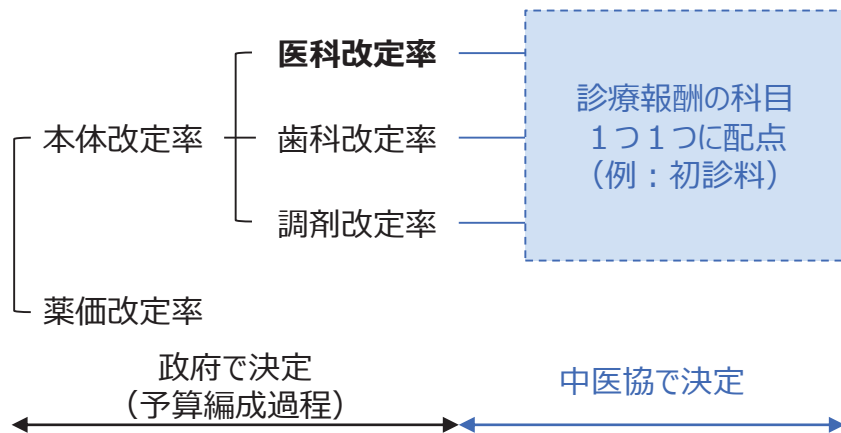 医科改定率
本体改定率
歯科改定率
調剤改定率
薬価改定率
診療報酬の科目
１つ１つに配点
（例：初診料）
政府で決定
（予算編成過程）
中医協で決定